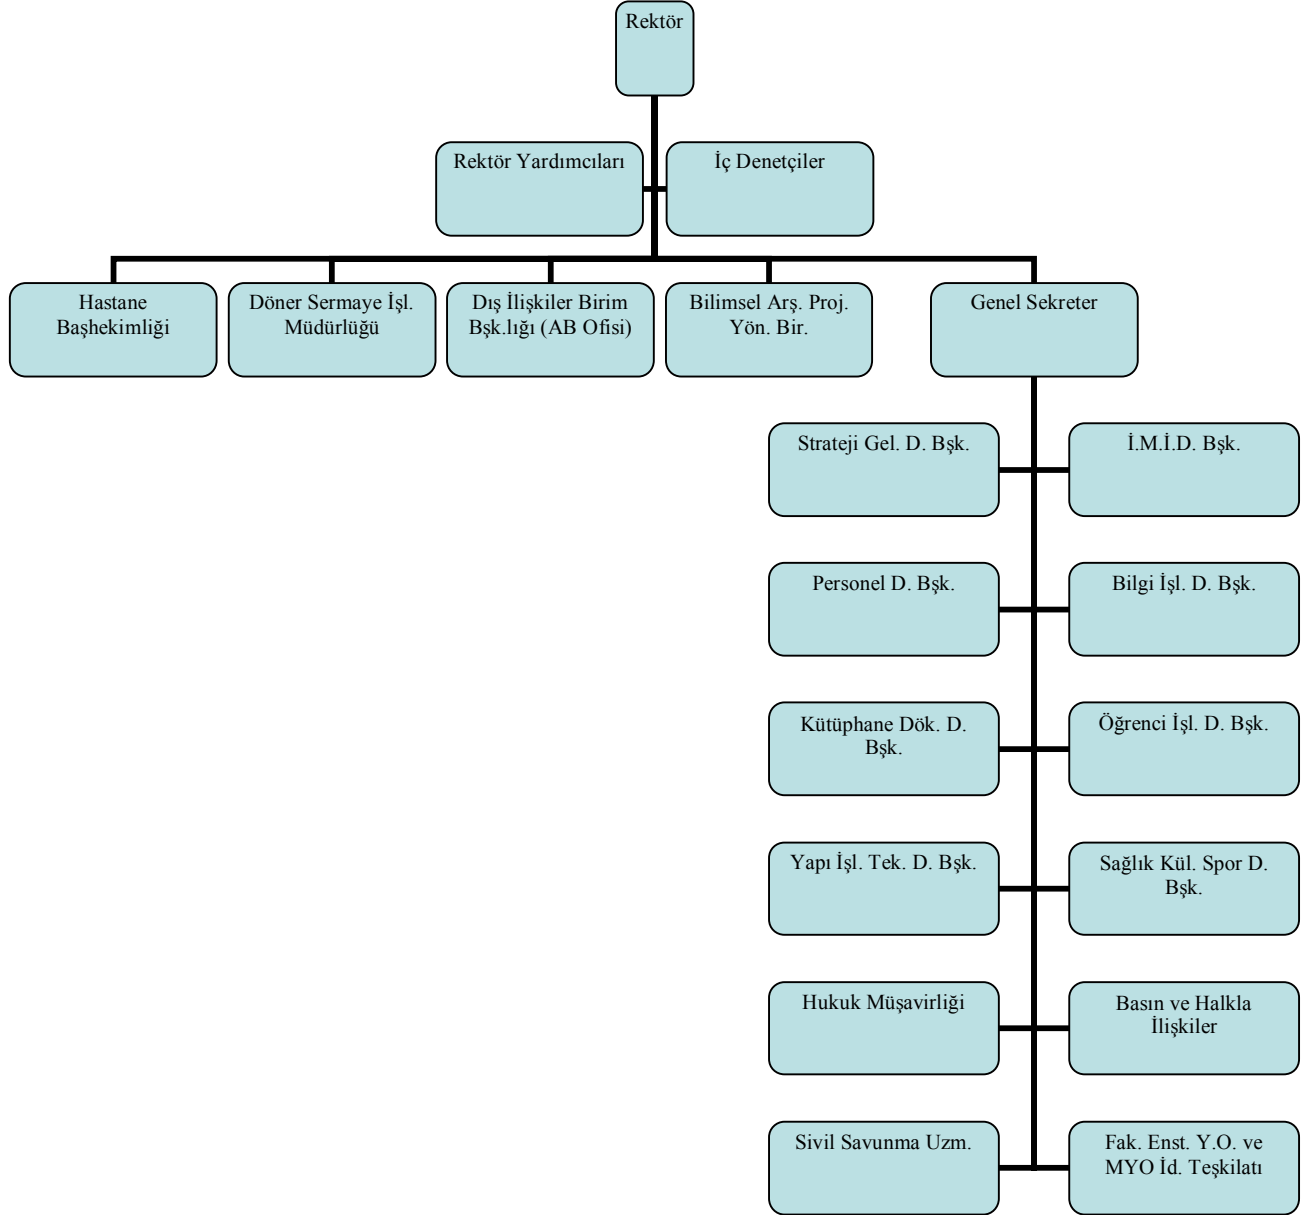 Rektör
Rektör Yardımcıları
İç Denetçiler
Hastane
Başhekimliği
Döner Sermaye İşl.
Müdürlüğü
Dış İlişkiler Birim
Bşk.lığı (AB Ofisi)
Bilimsel Arş. Proj.
Yön. Bir.
Genel Sekreter
Strateji Gel. D. Bşk.
İ.M.İ.D. Bşk.
Personel D. Bşk.
Bilgi İşl. D. Bşk.
Kütüphane Dök. D.
Bşk.
Öğrenci İşl. D. Bşk.
Yapı İşl. Tek. D. Bşk.
Sağlık Kül. Spor D.
Bşk.
Hukuk Müşavirliği
Basın ve Halkla
İlişkiler
Sivil Savunma Uzm.
Fak. Enst. Y.O. ve
MYO İd. Teşkilatı